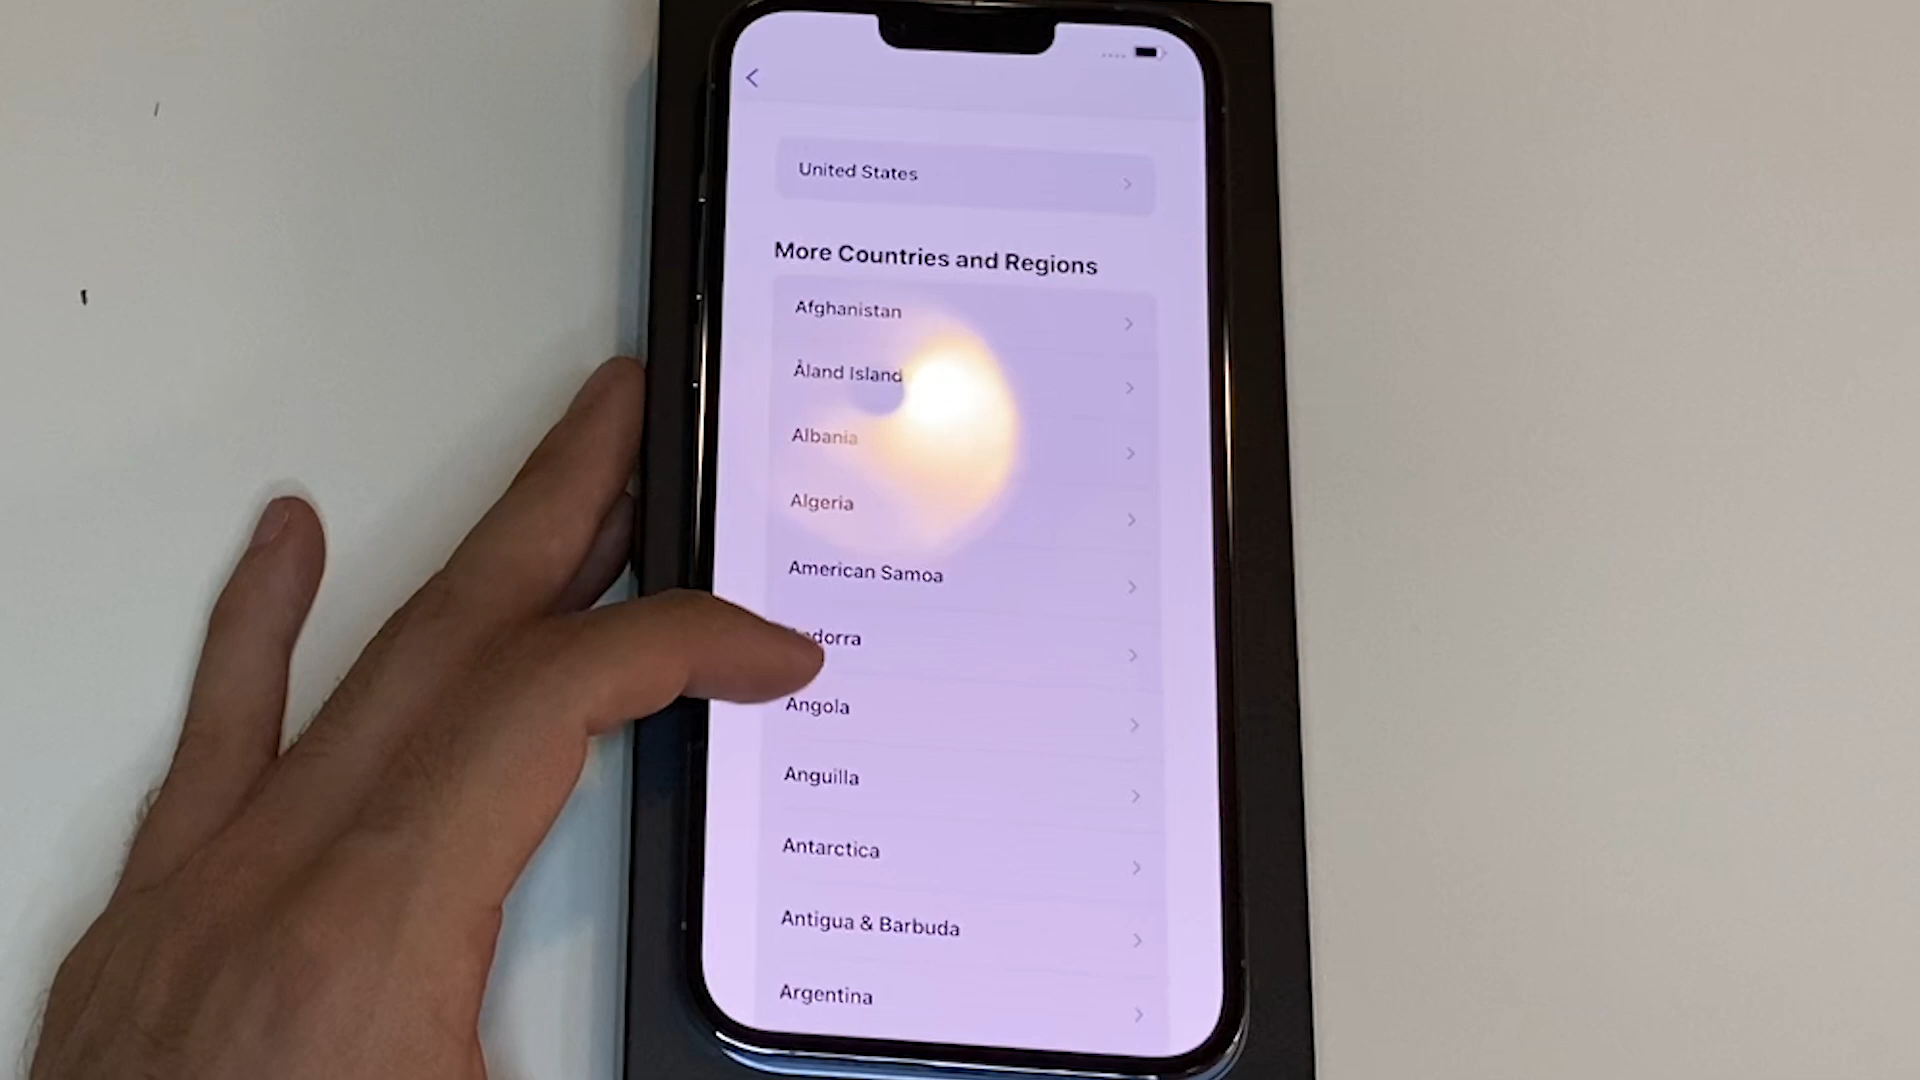 United States
More Countries and Regions
Afghanistan
Åland Island
Albania
Algeria
American Samoa
dorra
Angola
Anguilla
Antarctica
Antigua & Barbuda
Argentina